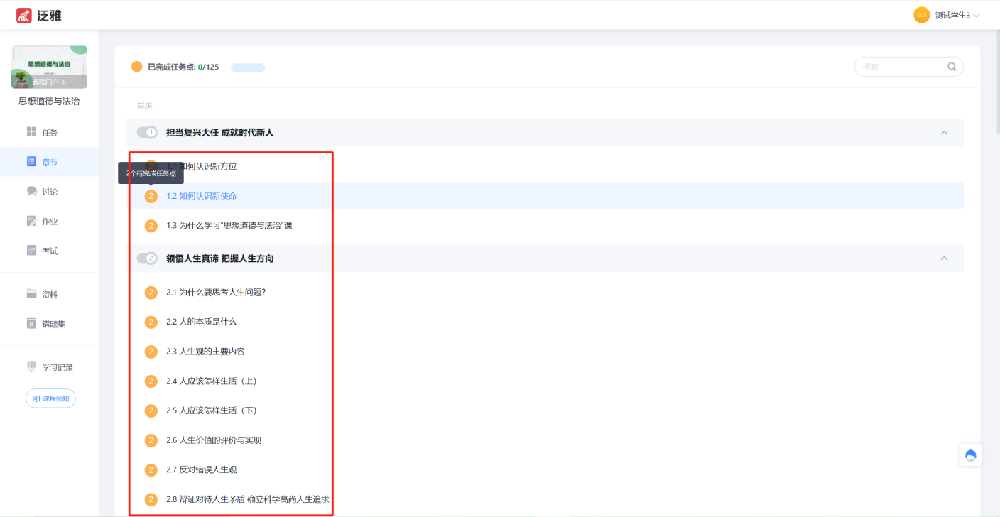 泛雅
13
测试学生3
思想道德与法治
课程门户
思想道德与法治
任务
章节
讨论
作业
考试
资料
错题集
学习记录
课程须知
已完成任务点: 0/125
搜索
目录
1 担当复兴大任 成就时代新人
1.1 如何认识新方位
2个待完成任务点
2 1.2 如何认识新使命
2 1.3 为什么学习“思想道德与法治”课
2 领悟人生真谛 把握人生方向
2 2.1 为什么要思考人生问题?
2 2.2 人的本质是什么
2 2.3 人生观的主要内容
2 2.4 人应该怎样生活（上）
2 2.5 人应该怎样生活（下）
2 2.6 人生价值的评价与实现
2 2.7 反对错误人生观
2 2.8 辩证对待人生矛盾 确立科学高尚人生追求